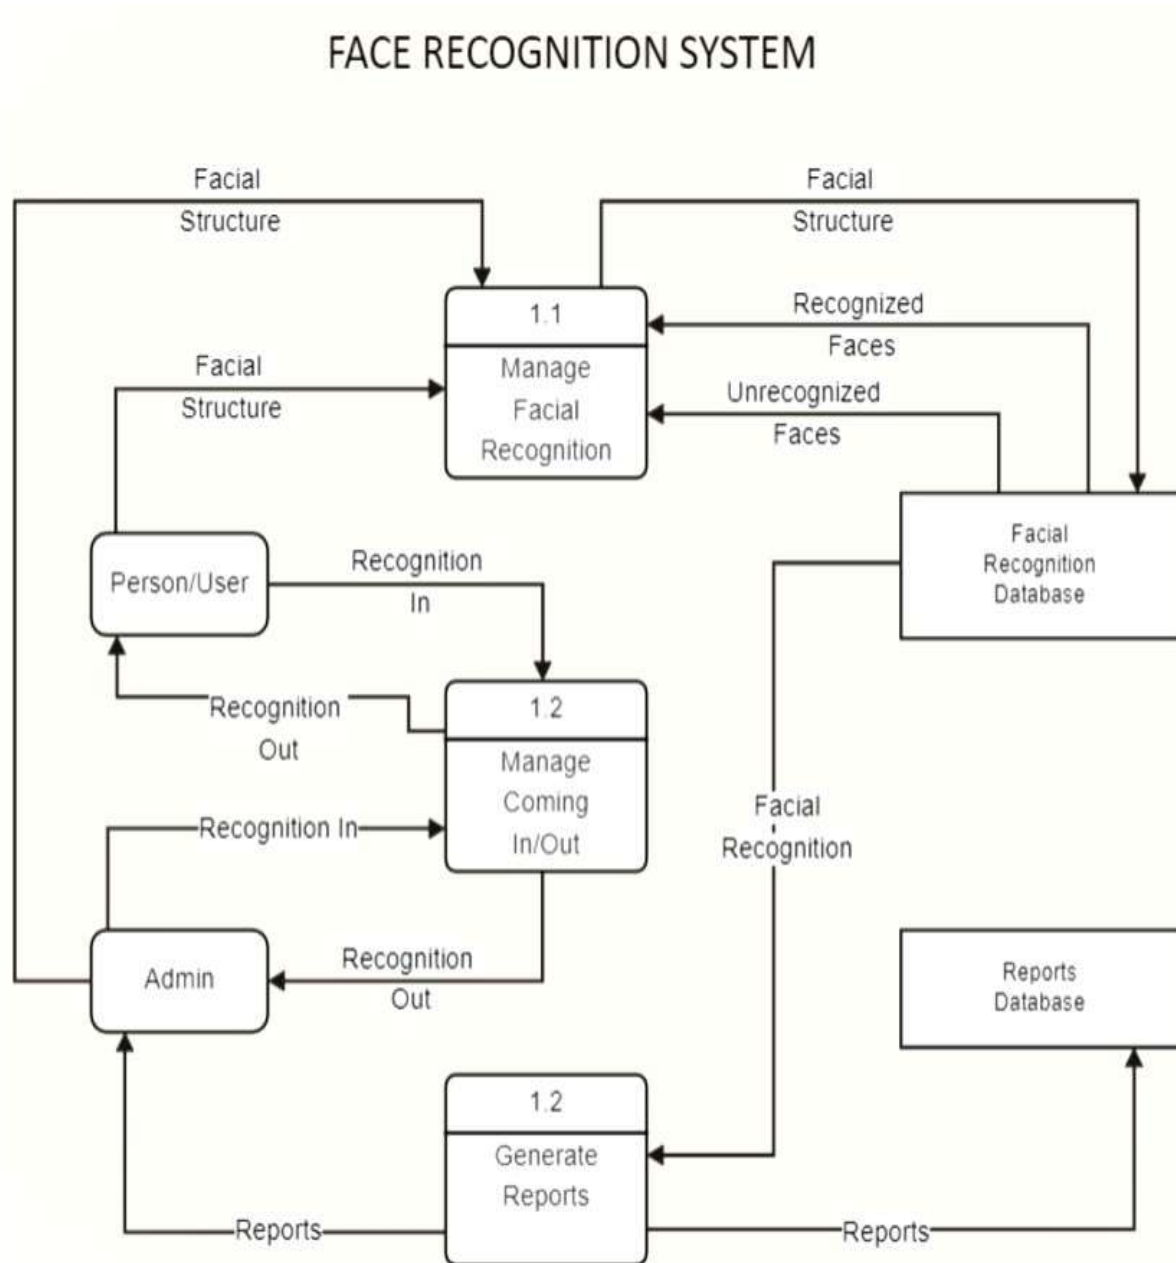 FACE RECOGNITION SYSTEM
Facial
Structure
Facial
Structure
1.1
Manage
Facial
Recognition
Recognized
Faces
Unrecognized
Faces
Facial
Structure
Facial
Recognition
Database
Person/User
Recognition
In
Recognition
Out
1.2
Manage
Coming
In/Out
Facial
Recognition
Recognition In
Admin
Recognition
Out
Reports
Database
1.2
Generate
Reports
Reports
Reports